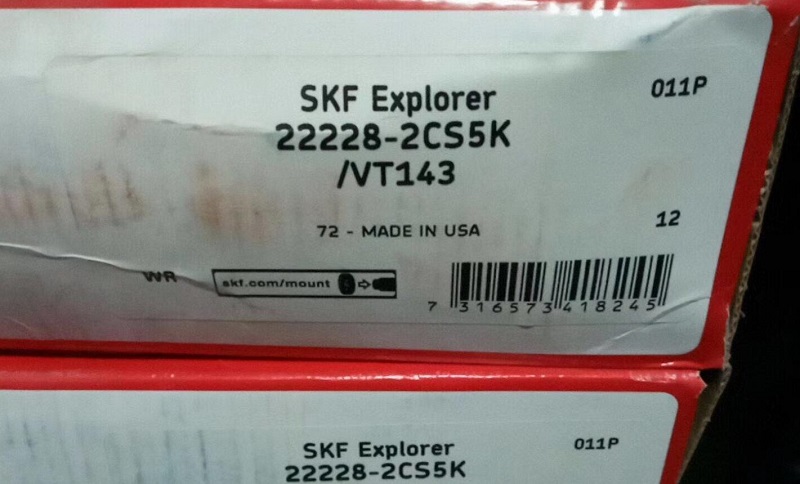 SKF Explorer
011P
22228-2CS5K
/VT143
12
72 - MADE IN USA
WR
skf.com/mount
7 316573 418245
SKF Explorer
011P
22228-2CS5K